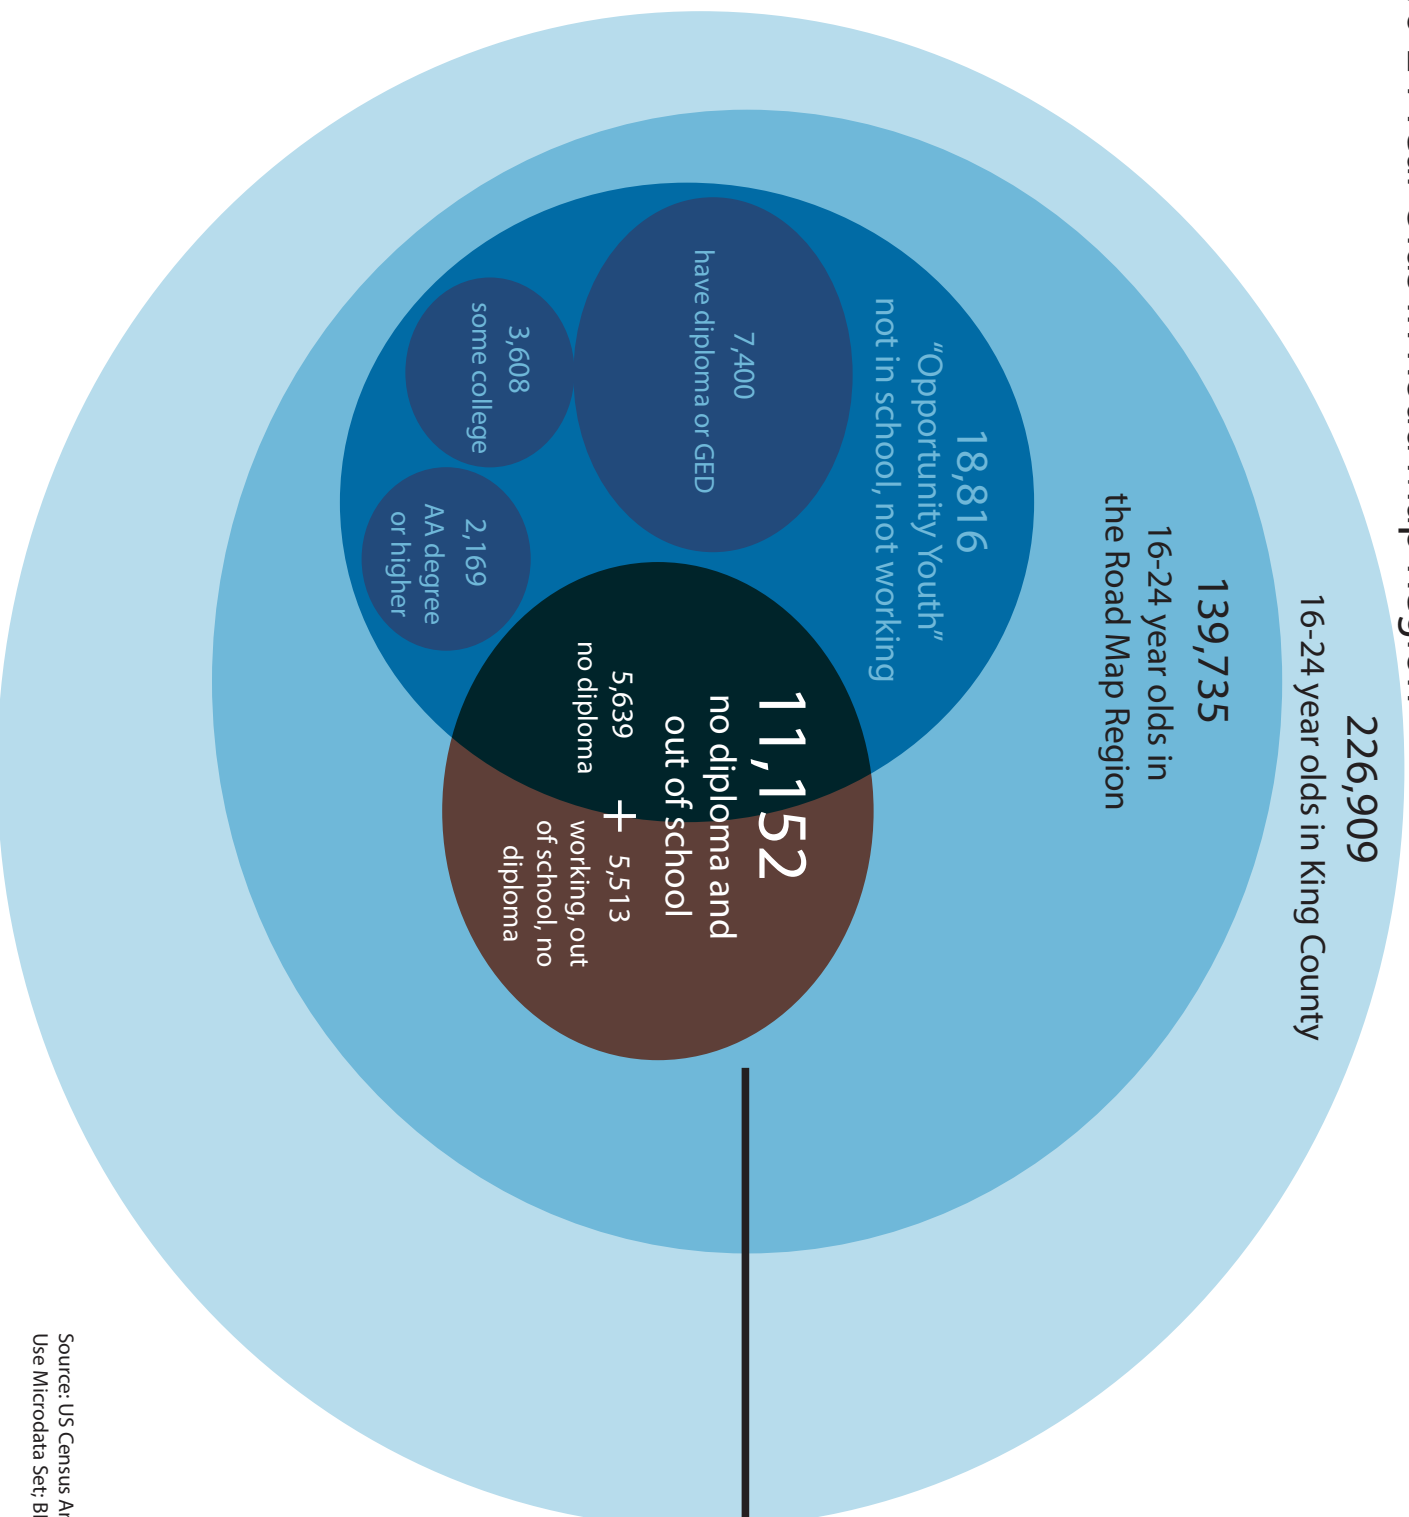 226,909
16-24 year olds in King County
139,735
16-24 year olds in
the Road Map Region
18,816
“Opportunity Youth”
not in school, not working
7,400
have diploma or GED
3,608
some college
2,169
AA degree
or higher
11,152
no diploma and
out of school
5,639
no diploma
+
5,513
working, out
of school, no
diploma
Source: US Census
Use Microdata Set;